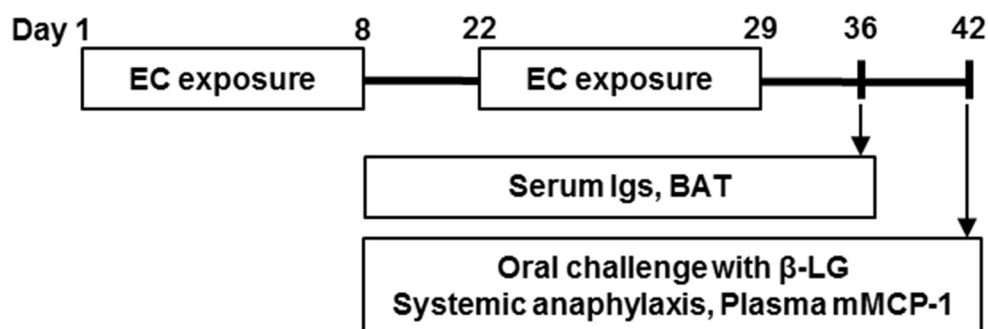 Day 1 8 22 29 36 42
EC exposure EC exposure
Serum Igs, BAT
Oral challenge with β-LG
Systemic anaphylaxis, Plasma mMCP-1